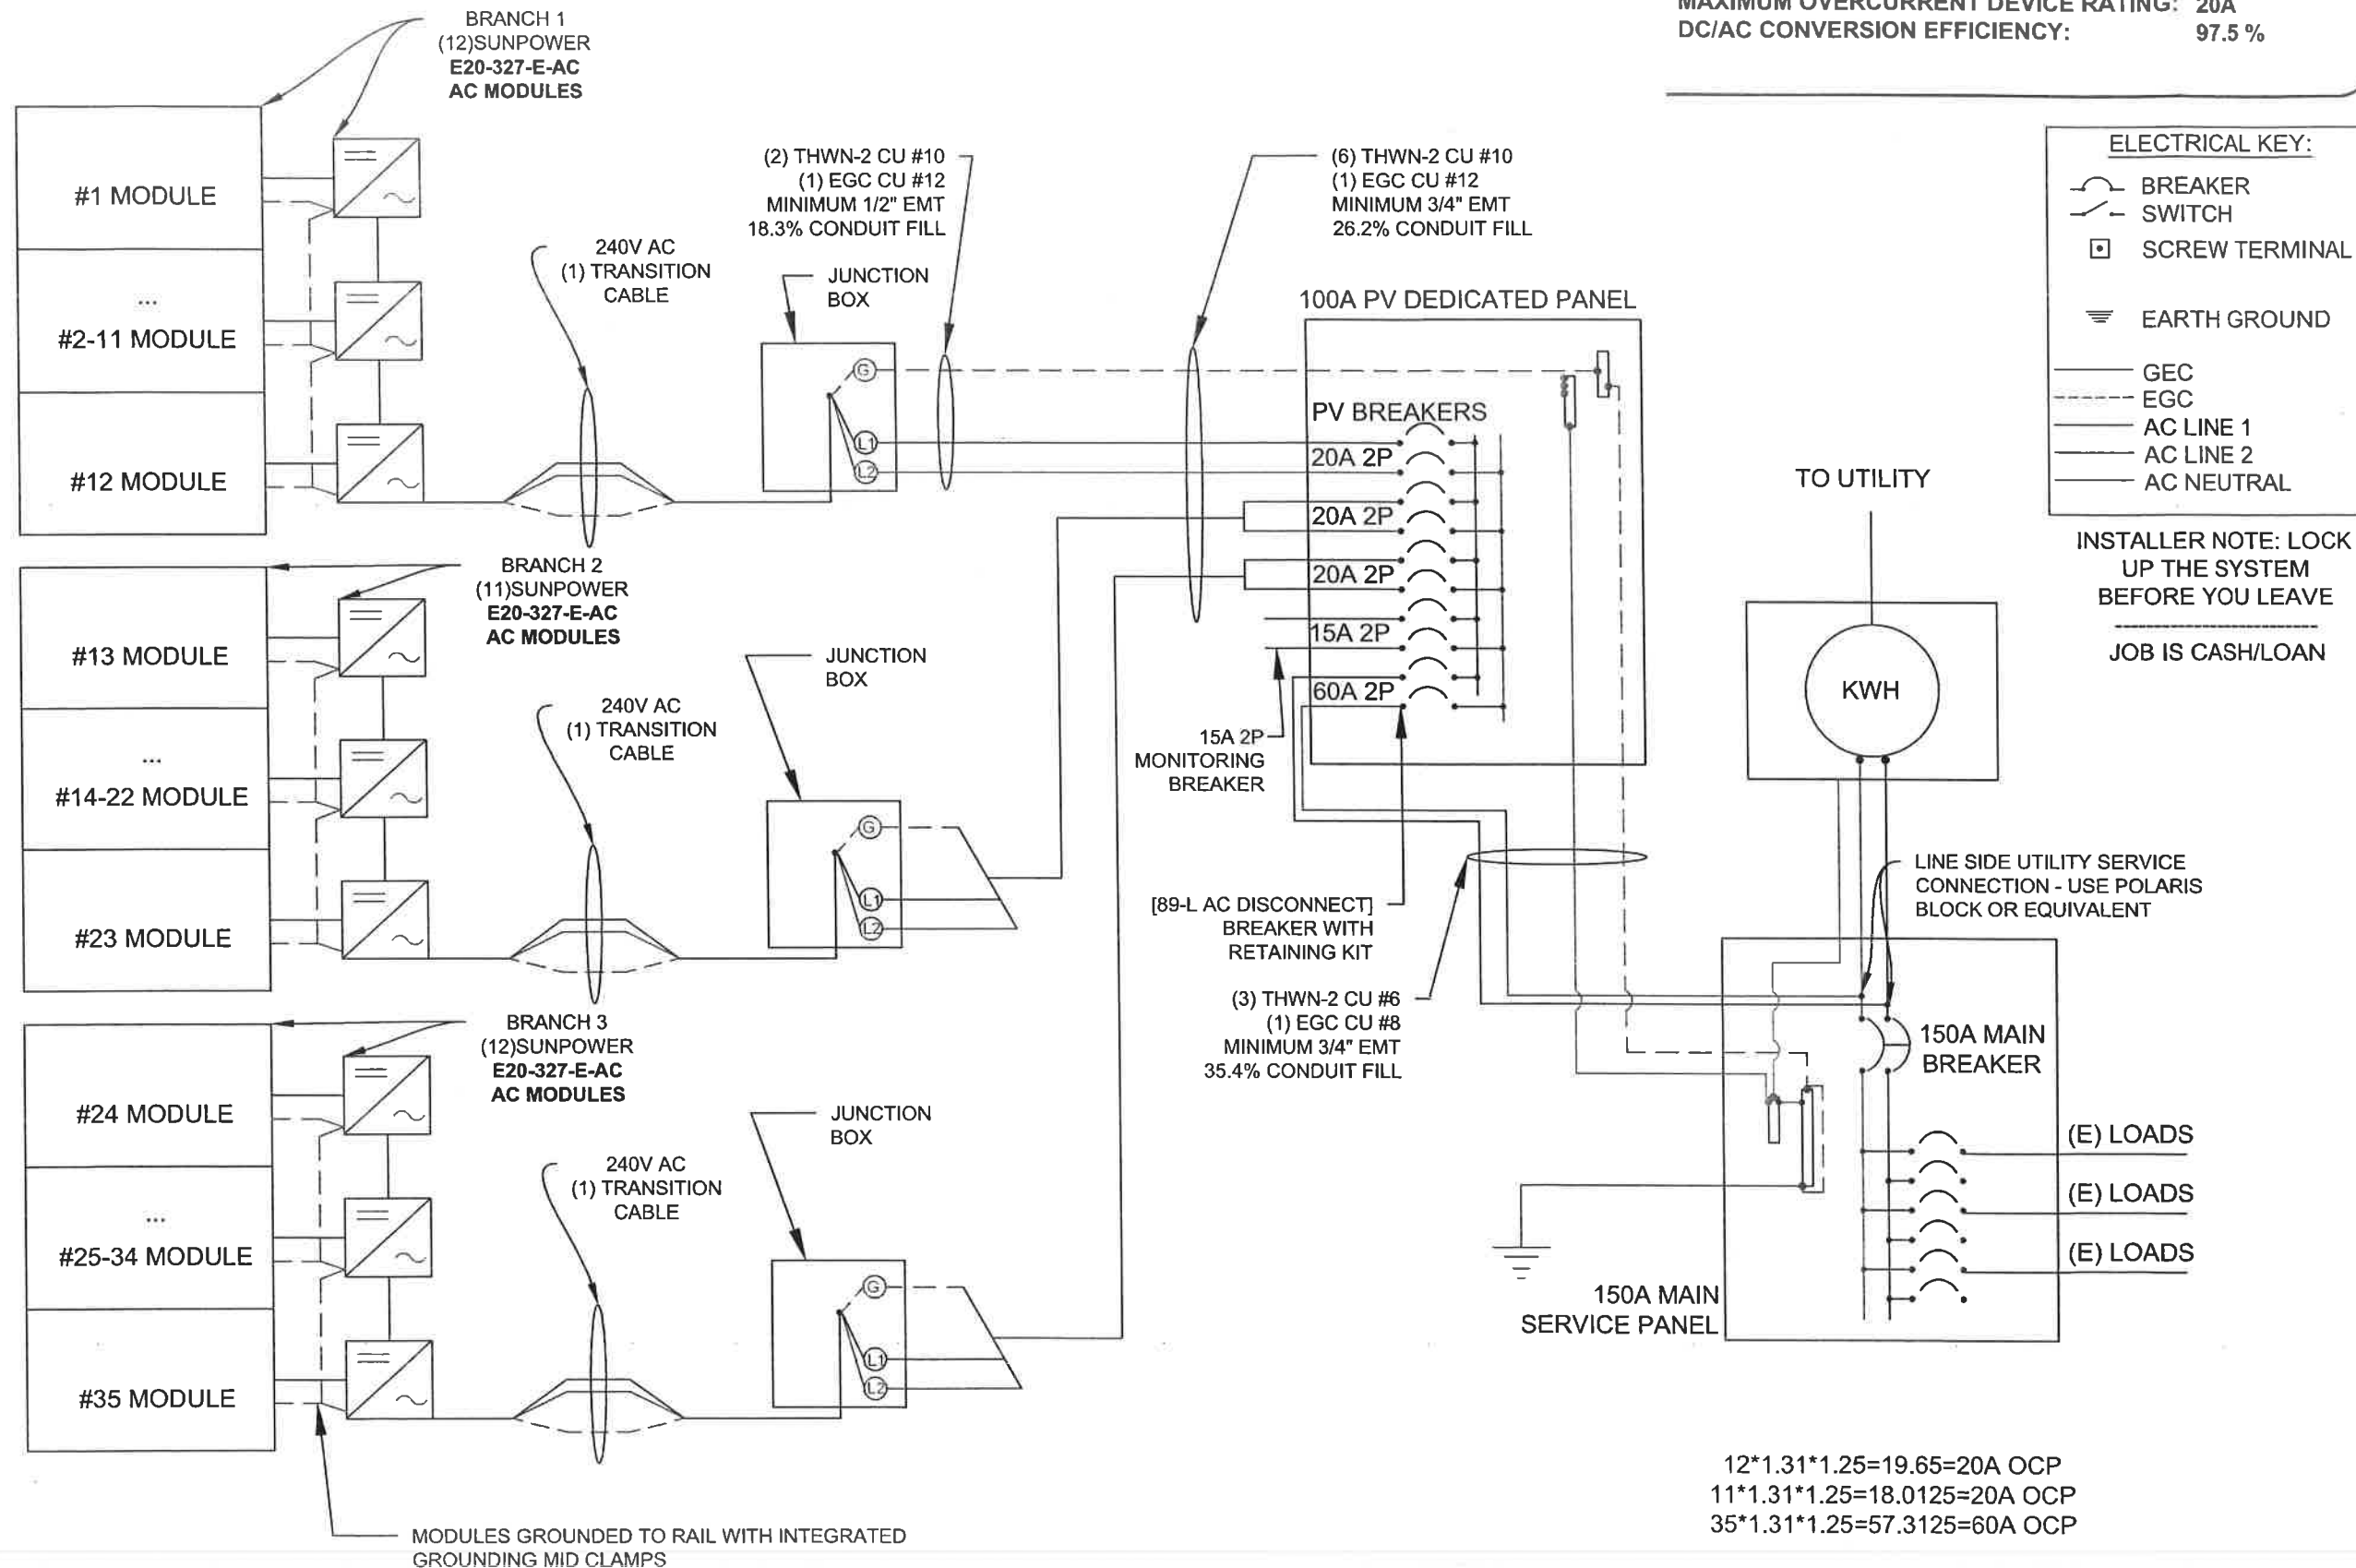 MAXIMUM OVERCURRENT DEVICE RATING: 20A
DC/AC CONVERSION EFFICIENCY: 97.5 %
BRANCH 1
(12)SUNPOWER
E20-327-E-AC
AC MODULES
#1 MODULE
...
#2-11 MODULE
#12 MODULE
240V AC
(1) TRANSITION
CABLE
(2) THWN-2 CU #10
(1) EGC CU #12
MINIMUM 1/2" EMT
18.3% CONDUIT FILL
JUNCTION
BOX
G
L1
L2
(6) THWN-2 CU #10
(1) EGC CU #12
MINIMUM 3/4" EMT
26.2% CONDUIT FILL
100A PV DEDICATED PANEL
PV BREAKERS
20A 2P
20A 2P
20A 2P
15A 2P
60A 2P
15A 2P
MONITORING
BREAKER
[89-L AC DISCONNECT]
BREAKER WITH
RETAINING KIT
(3) THWN-2 CU #6
(1) EGC CU #8
MINIMUM 3/4" EMT
35.4% CONDUIT FILL
ELECTRICAL KEY:
BREAKER
SWITCH
SCREW TERMINAL
EARTH GROUND
GEC
EGC
AC LINE 1
AC LINE 2
AC NEUTRAL
INSTALLER NOTE: LOCK
UP THE SYSTEM
BEFORE YOU LEAVE
JOB IS CASH/LOAN
TO UTILITY
KWH
LINE SIDE UTILITY SERVICE
CONNECTION - USE POLARIS
BLOCK OR EQUIVALENT
150A MAIN
BREAKER
(E) LOADS
(E) LOADS
(E) LOADS
150A MAIN
SERVICE PANEL
BRANCH 2
(11)SUNPOWER
E20-327-E-AC
AC MODULES
#13 MODULE
...
#14-22 MODULE
#23 MODULE
240V AC
(1) TRANSITION
CABLE
JUNCTION
BOX
G
L1
L2
BRANCH 3
(12)SUNPOWER
E20-327-E-AC
AC MODULES
#24 MODULE
...
#25-34 MODULE
#35 MODULE
240V AC
(1) TRANSITION
CABLE
JUNCTION
BOX
G
L1
L2
MODULES GROUNDED TO RAIL WITH INTEGRATED
GROUNDING MID CLAMPS
12*1.31*1.25=19.65=20A OCP
11*1.31*1.25=18.0125=20A OCP
35*1.31*1.25=57.3125=60A OCP